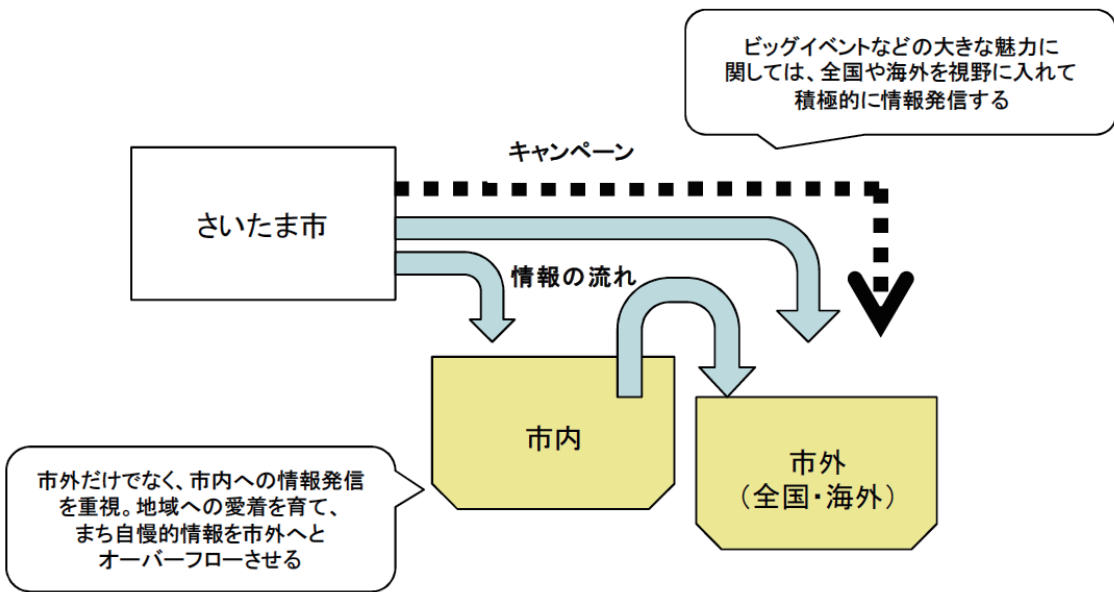 ビッグイベントなどの大きな魅力に
関しては、全国や海外を視野に入れて
積極的に情報発信する
キャンペーン
さいたま市
情報の流れ
市内
市外
（全国・海外）
市外だけでなく、市内への情報発信
を重視。地域への愛着を育て、
まち自慢的情報を市外へと
オーバーフローさせる